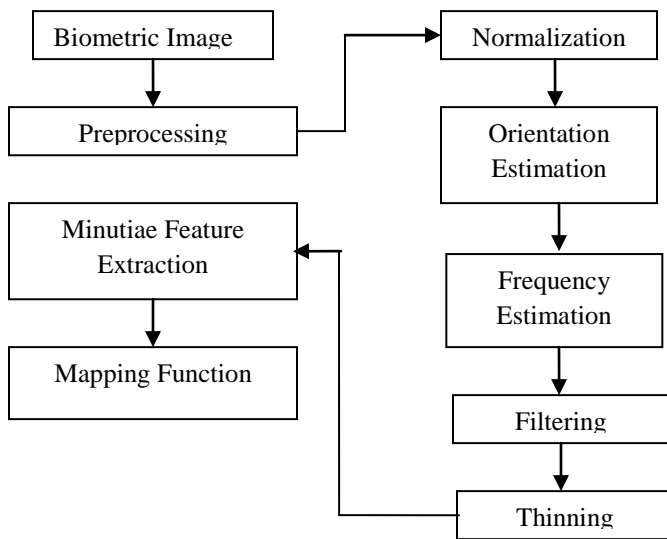 Biometric Image
Preprocessing
Normalization
Orientation
Estimation
Frequency
Estimation
Filtering
Thinning
Minutiae Feature
Extraction
Mapping Function